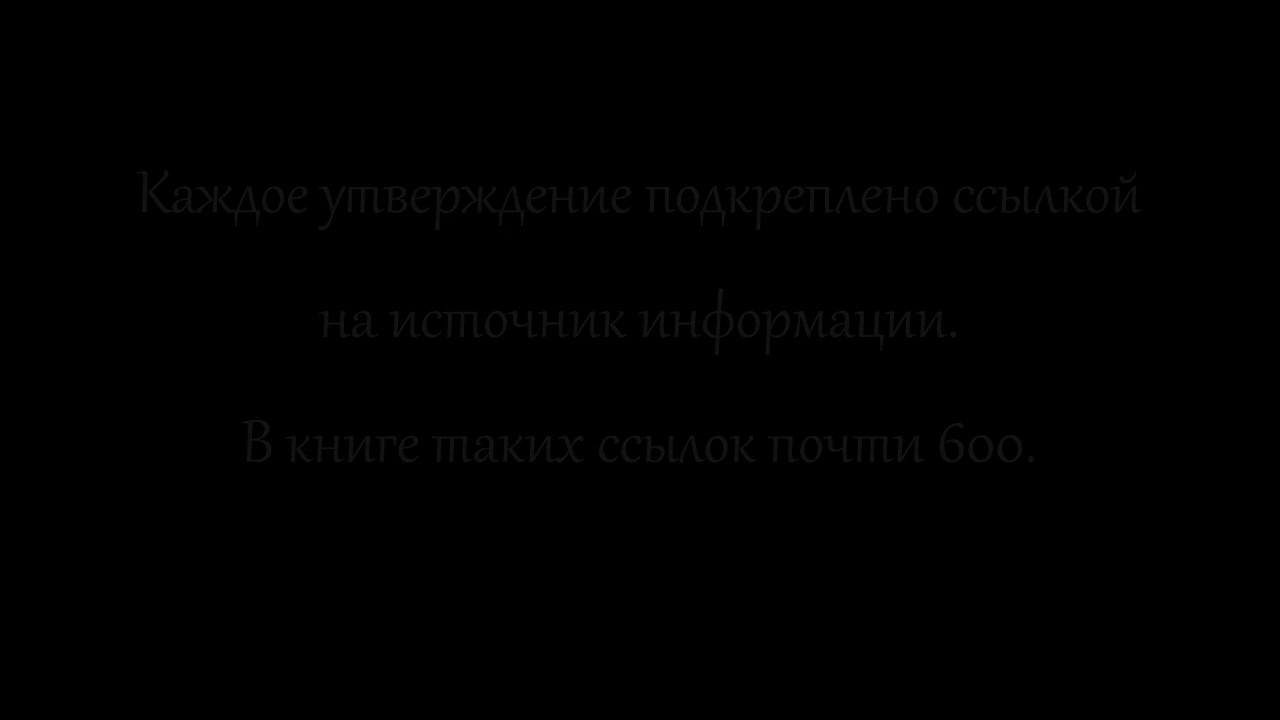 Каждое утверждение подкреплено ссылкой
на источник информации.
В книге таких ссылок почти 600.